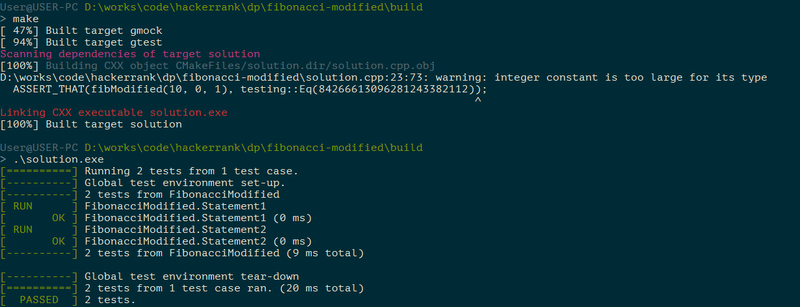 User@USER-PC D:\works\code\hackerrank\dp\fibonacci-modified\build
> make
[ 47%] Built target gmock
[ 94%] Built target gtest
Scanning dependencies of target solution
[100%] Building CXX object CMakeFiles/solution.dir/solution.cpp.obj
D:\works\code\hackerrank\dp\fibonacci-modified\solution.cpp:23:73: warning: integer constant is too large for its type
ASSERT_THAT(fibModified(10, 0, 1), testing::Eq(84266613096281243382112));
^
Linking CXX executable solution.exe
[100%] Built target solution
User@USER-PC D:\works\code\hackerrank\dp\fibonacci-modified\build
> .\solution.exe
[==========] Running 2 tests from 1 test case.
[----------] Global test environment set-up.
[----------] 2 tests from FibonacciModified
[ RUN      ] FibonacciModified.Statement1
[       OK ] FibonacciModified.Statement1 (0 ms)
[ RUN      ] FibonacciModified.Statement2
[       OK ] FibonacciModified.Statement2 (0 ms)
[----------] 2 tests from FibonacciModified (9 ms total)
[----------] Global test environment tear-down
[==========] 2 tests from 1 test case ran. (20 ms total)
[  PASSED  ] 2 tests.